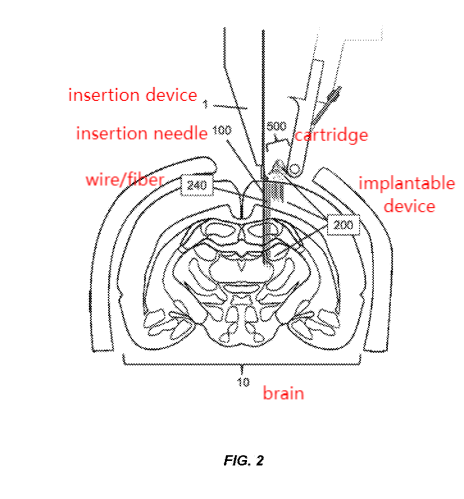 insertion device
1
insertion needle 100
500
cartridge
wire/fiber
240
implantable
device
200
10
brain
FIG. 2